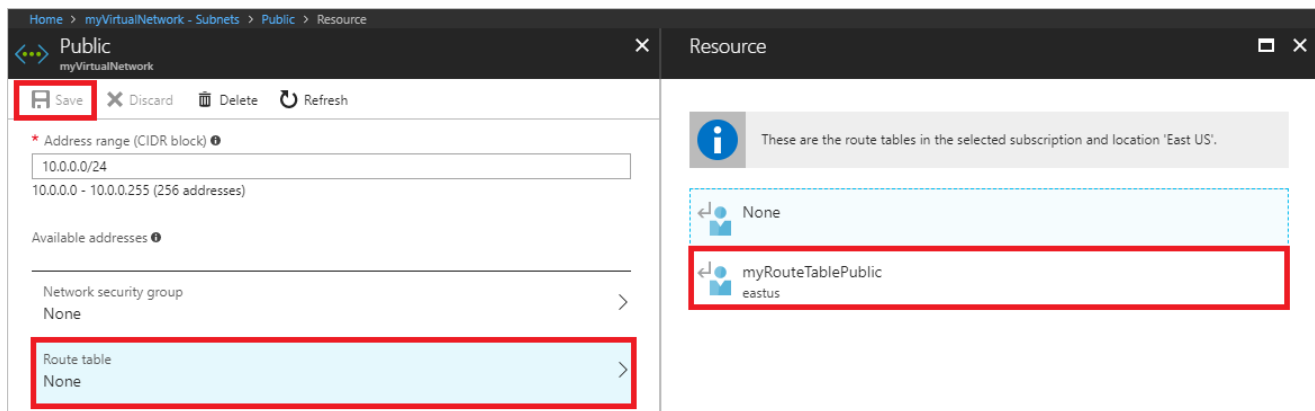 Home > myVirtualNetwork - Subnets > Public > Resource
Public
myVirtualNetwork
Save Discard Delete Refresh
* Address range (CIDR block)
10.0.0.0/24
10.0.0.0 - 10.0.0.255 (256 addresses)
Available addresses
Network security group
None
Route table
None
Resource
These are the route tables in the selected subscription and location 'East US'.
None
myRouteTablePublic
eastus